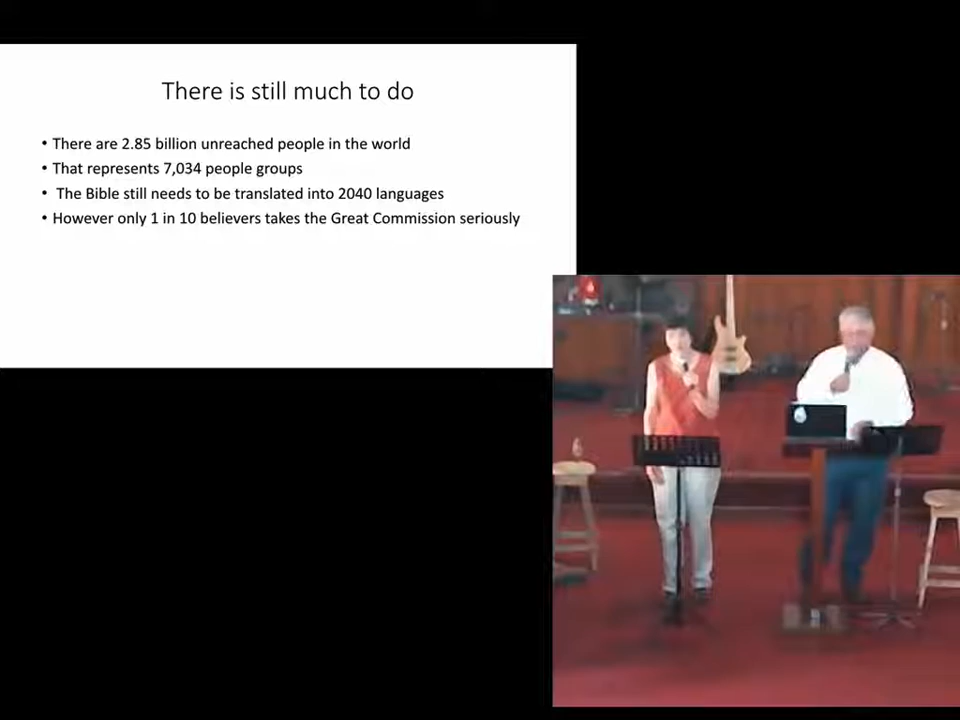 There is still much to do
• There are 2.85 billion unreached people in the world
• That represents 7,034 people groups
• The Bible still needs to be translated into 2040 languages
• However only 1 in 10 believers takes the Great Commission seriously